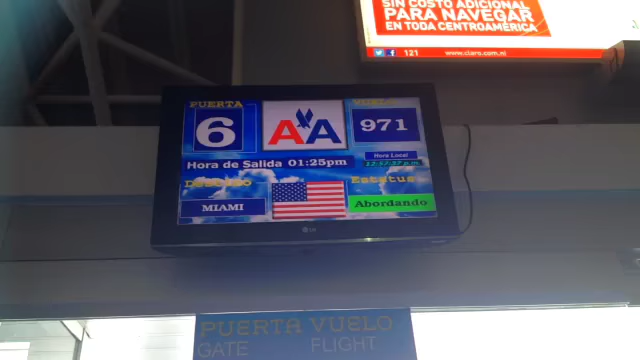 SIN COSTO ADICIONAL
PARA NAVEGAR
EN TODA CENTROAMÉRICA
121 www.claro.com.ni
PUERTA
VUELO
6
AA
971
Hora de Salida 01:25pm
Hora Local
Destino
Estatus
MIAMI
Abordando
LG
PUERTA VUELO
GATE FLIGHT